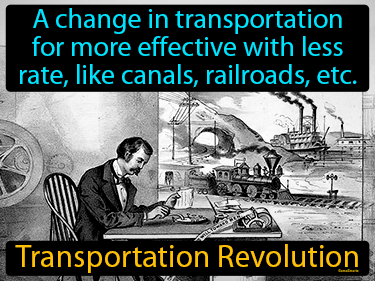 A change in transportation
for more effective with less
rate, like canals, railroads, etc.
Transportation Revolution